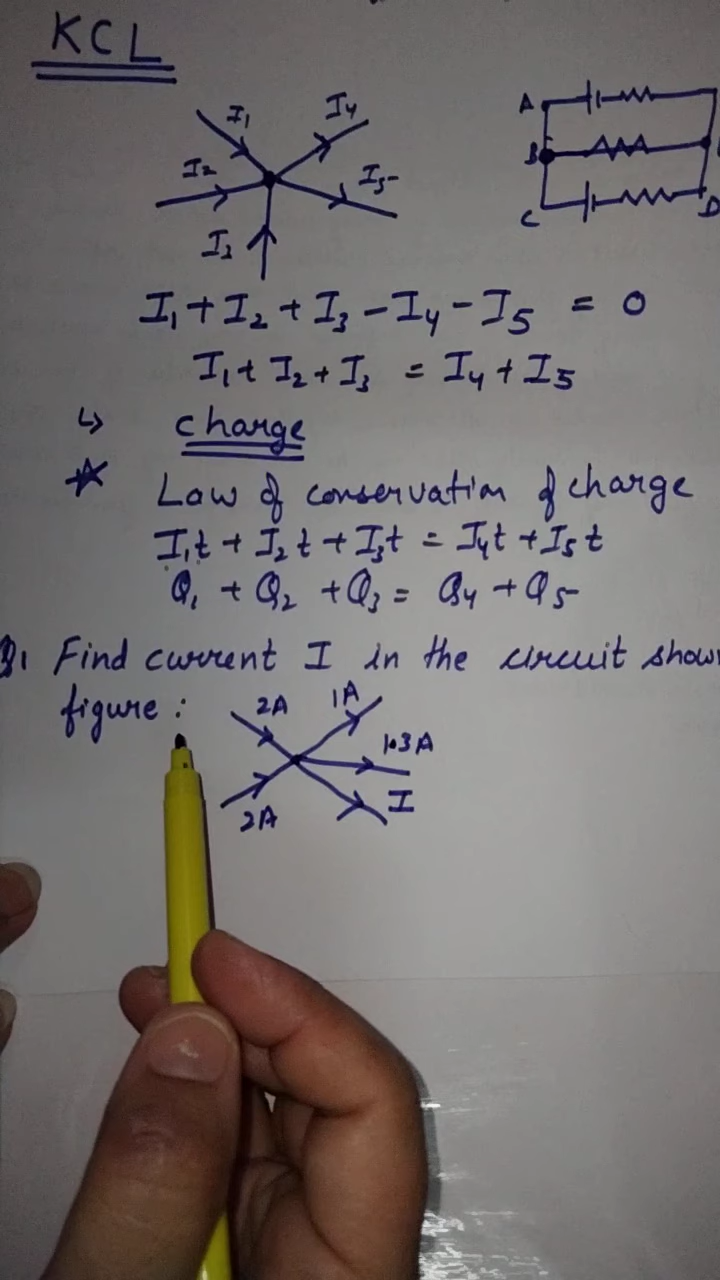 KCL
I1 I4
I2 I5
I3
A
B
C D
I1 + I2 + I3 - I4 - I5 = 0
I1 + I2 + I3 = I4 + I5
↳ charge
☆ Law of conservation of charge
I1t + I2t + I3t = I4t + I5t
Q1 + Q2 + Q3 = Q4 + Q5
Find current I in the circuit
figure :
2A 1A
1.3A
2A I